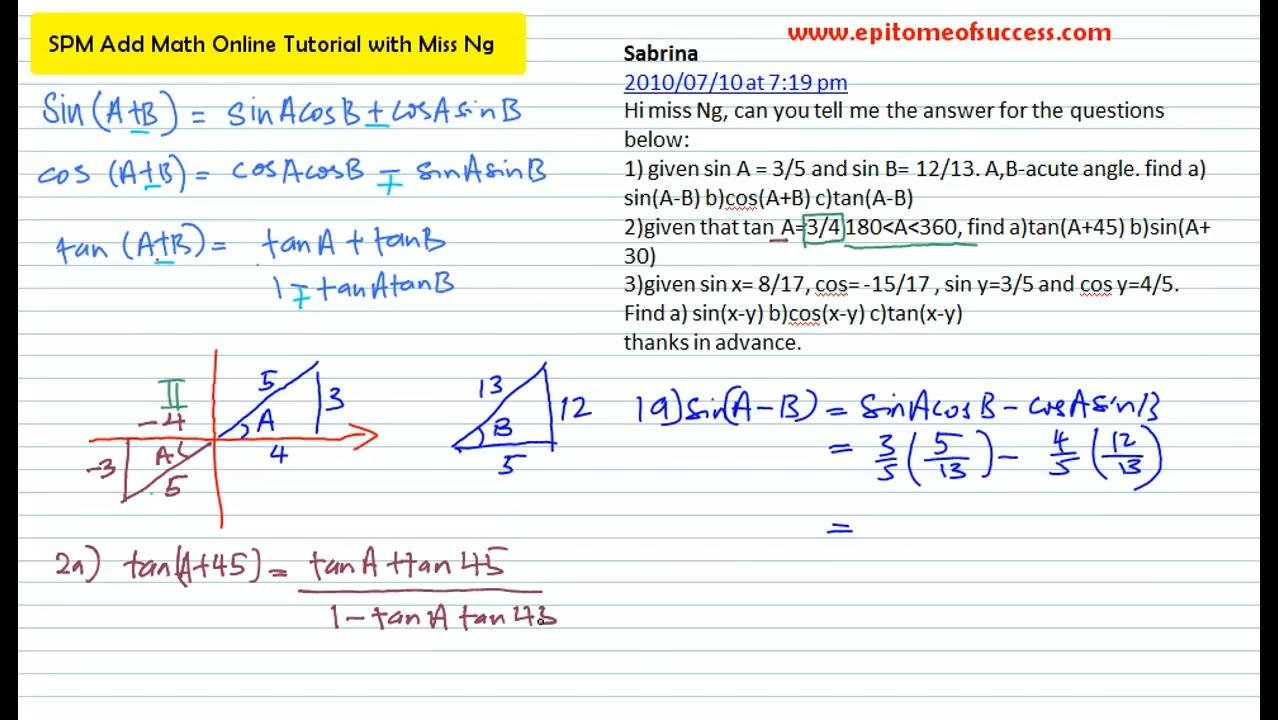 SPM Add Math Online Tutorial with Miss Ng
www.epitomeofsuccess.com
Sabrina
2010/07/10 at 7:19 pm
Hi miss Ng, can you tell me the answer for the questions
below:
1) given sin A = 3/5 and sin B= 12/13. A,B-acute angle. find a)
sin(A-B) b)cos(A+B) c)tan(A-B)
2)given that tan A=3/4 180<A<360, find a)tan(A+45) b)sin(A+
30)
3)given sin x= 8/17, cos= -15/17 , sin y=3/5 and cos y=4/5.
Find a) sin(x-y) b)cos(x-y) c)tan(x-y)
thanks in advance.
Sin (A±B) = sinAcosB ± cosAsinB
cos (A±B) = cosAcosB ∓ sinAsinB
tan (A±B) = tanA + tanB
1 ∓ tanAtanB
II
-4
5
3
A
4
-3
A
5
13
12
B
5
1a) sin(A-B) = sinAcosB - cosAsinB
= 3/5 (5/13) - 4/5 (12/13)
=
2a) tan(A+45) = tanA + tan 45
1 - tanA tan 45